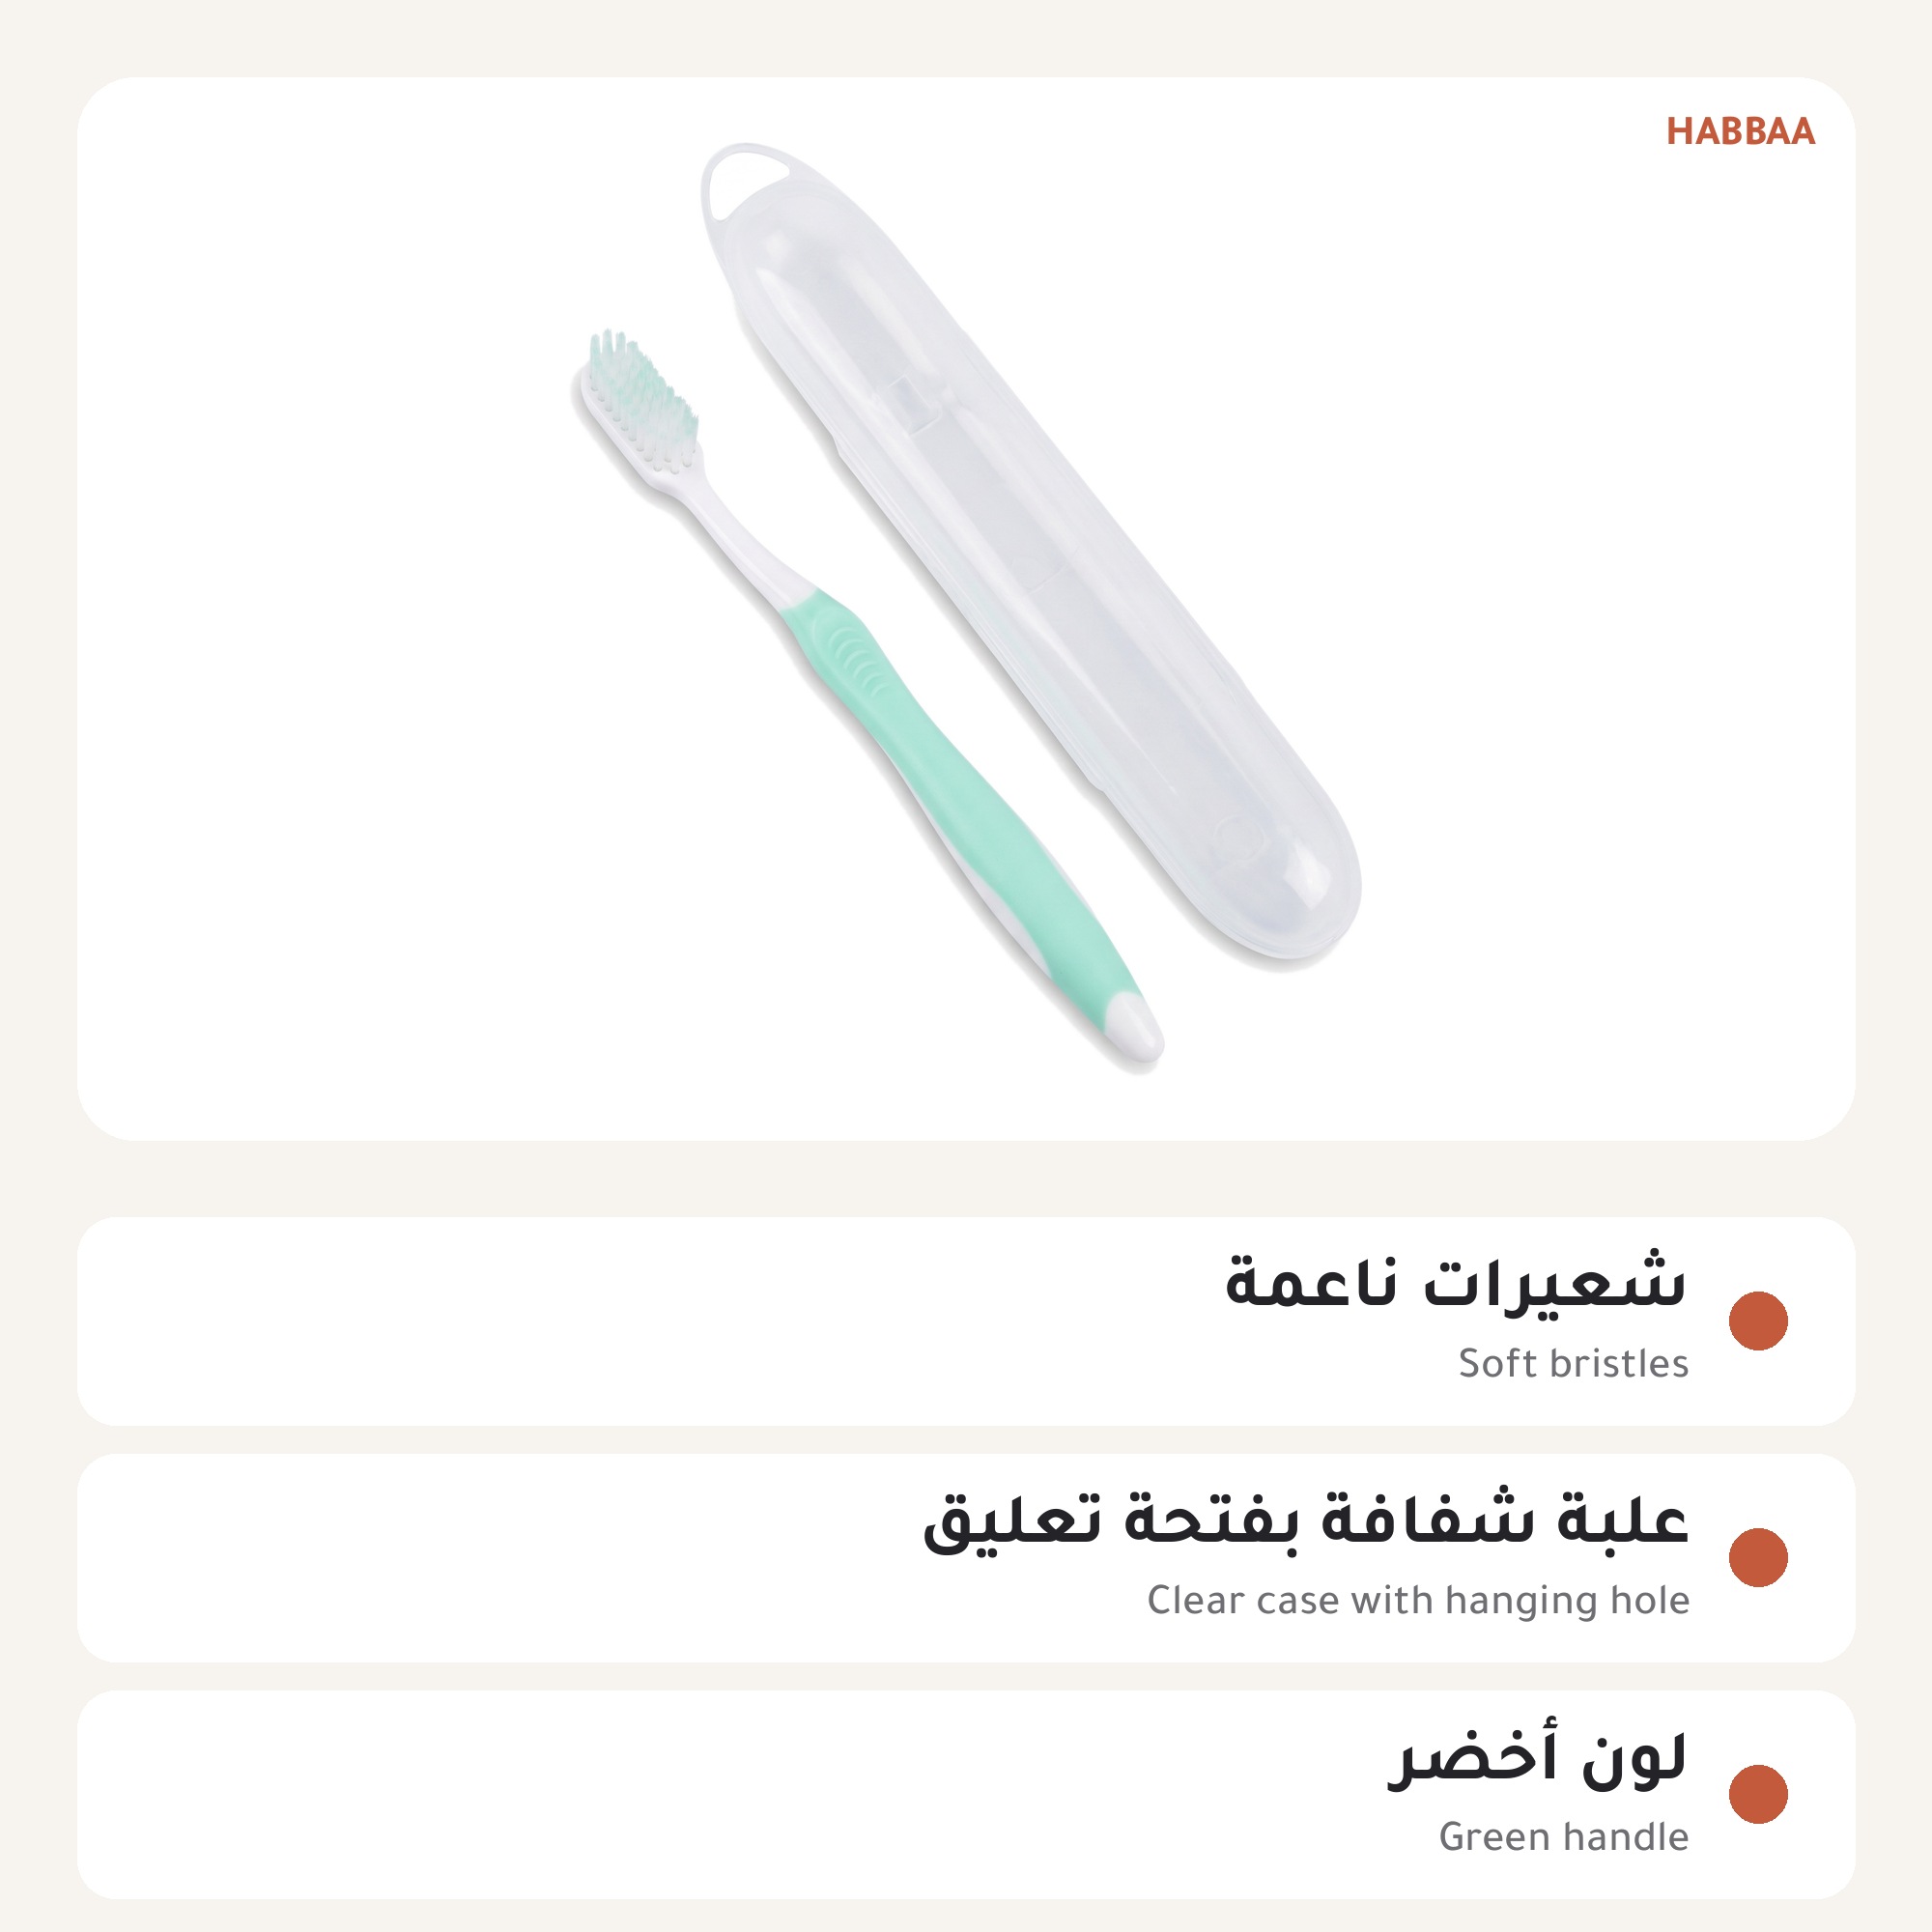 HABBAA
شعيرات ناعمة
Soft bristles
علبة شفافة بفتحة تعليق
Clear case with hanging hole
لون أخضر
Green handle